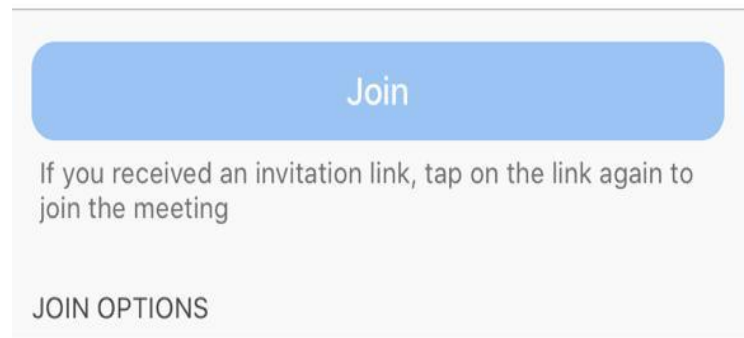 Join
If you received an invitation link, tap on the link again to
join the meeting
JOIN OPTIONS